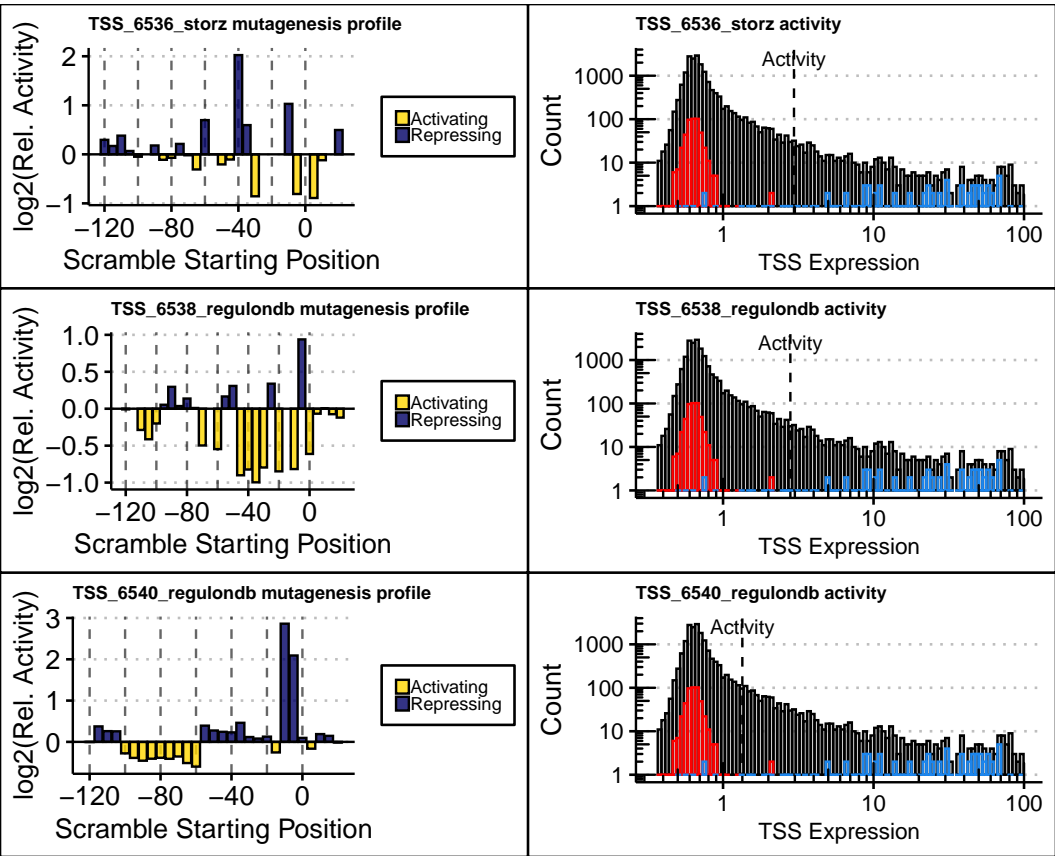 TSS_6536_storz mutagenesis profile
log2(Rel. Activity)
2
1
0
−1
−120 −80 −40 0
Scramble Starting Position
Activating
Repressing
TSS_6536_storz activity
Activity
Count
1000
100
10
1
1 10 100
TSS Expression
TSS_6538_regulondb mutagenesis profile
log2(Rel. Activity)
1.0
0.5
0.0
−0.5
−1.0
−120 −80 −40 0
Scramble Starting Position
Activating
Repressing
TSS_6538_regulondb activity
Activity
Count
1000
100
10
1
1 10 100
TSS Expression
TSS_6540_regulondb mutagenesis profile
log2(Rel. Activity)
3
2
1
0
−120 −80 −40 0
Scramble Starting Position
Activating
Repressing
TSS_6540_regulondb activity
Activity
Count
1000
100
10
1
1 10 100
TSS Expression